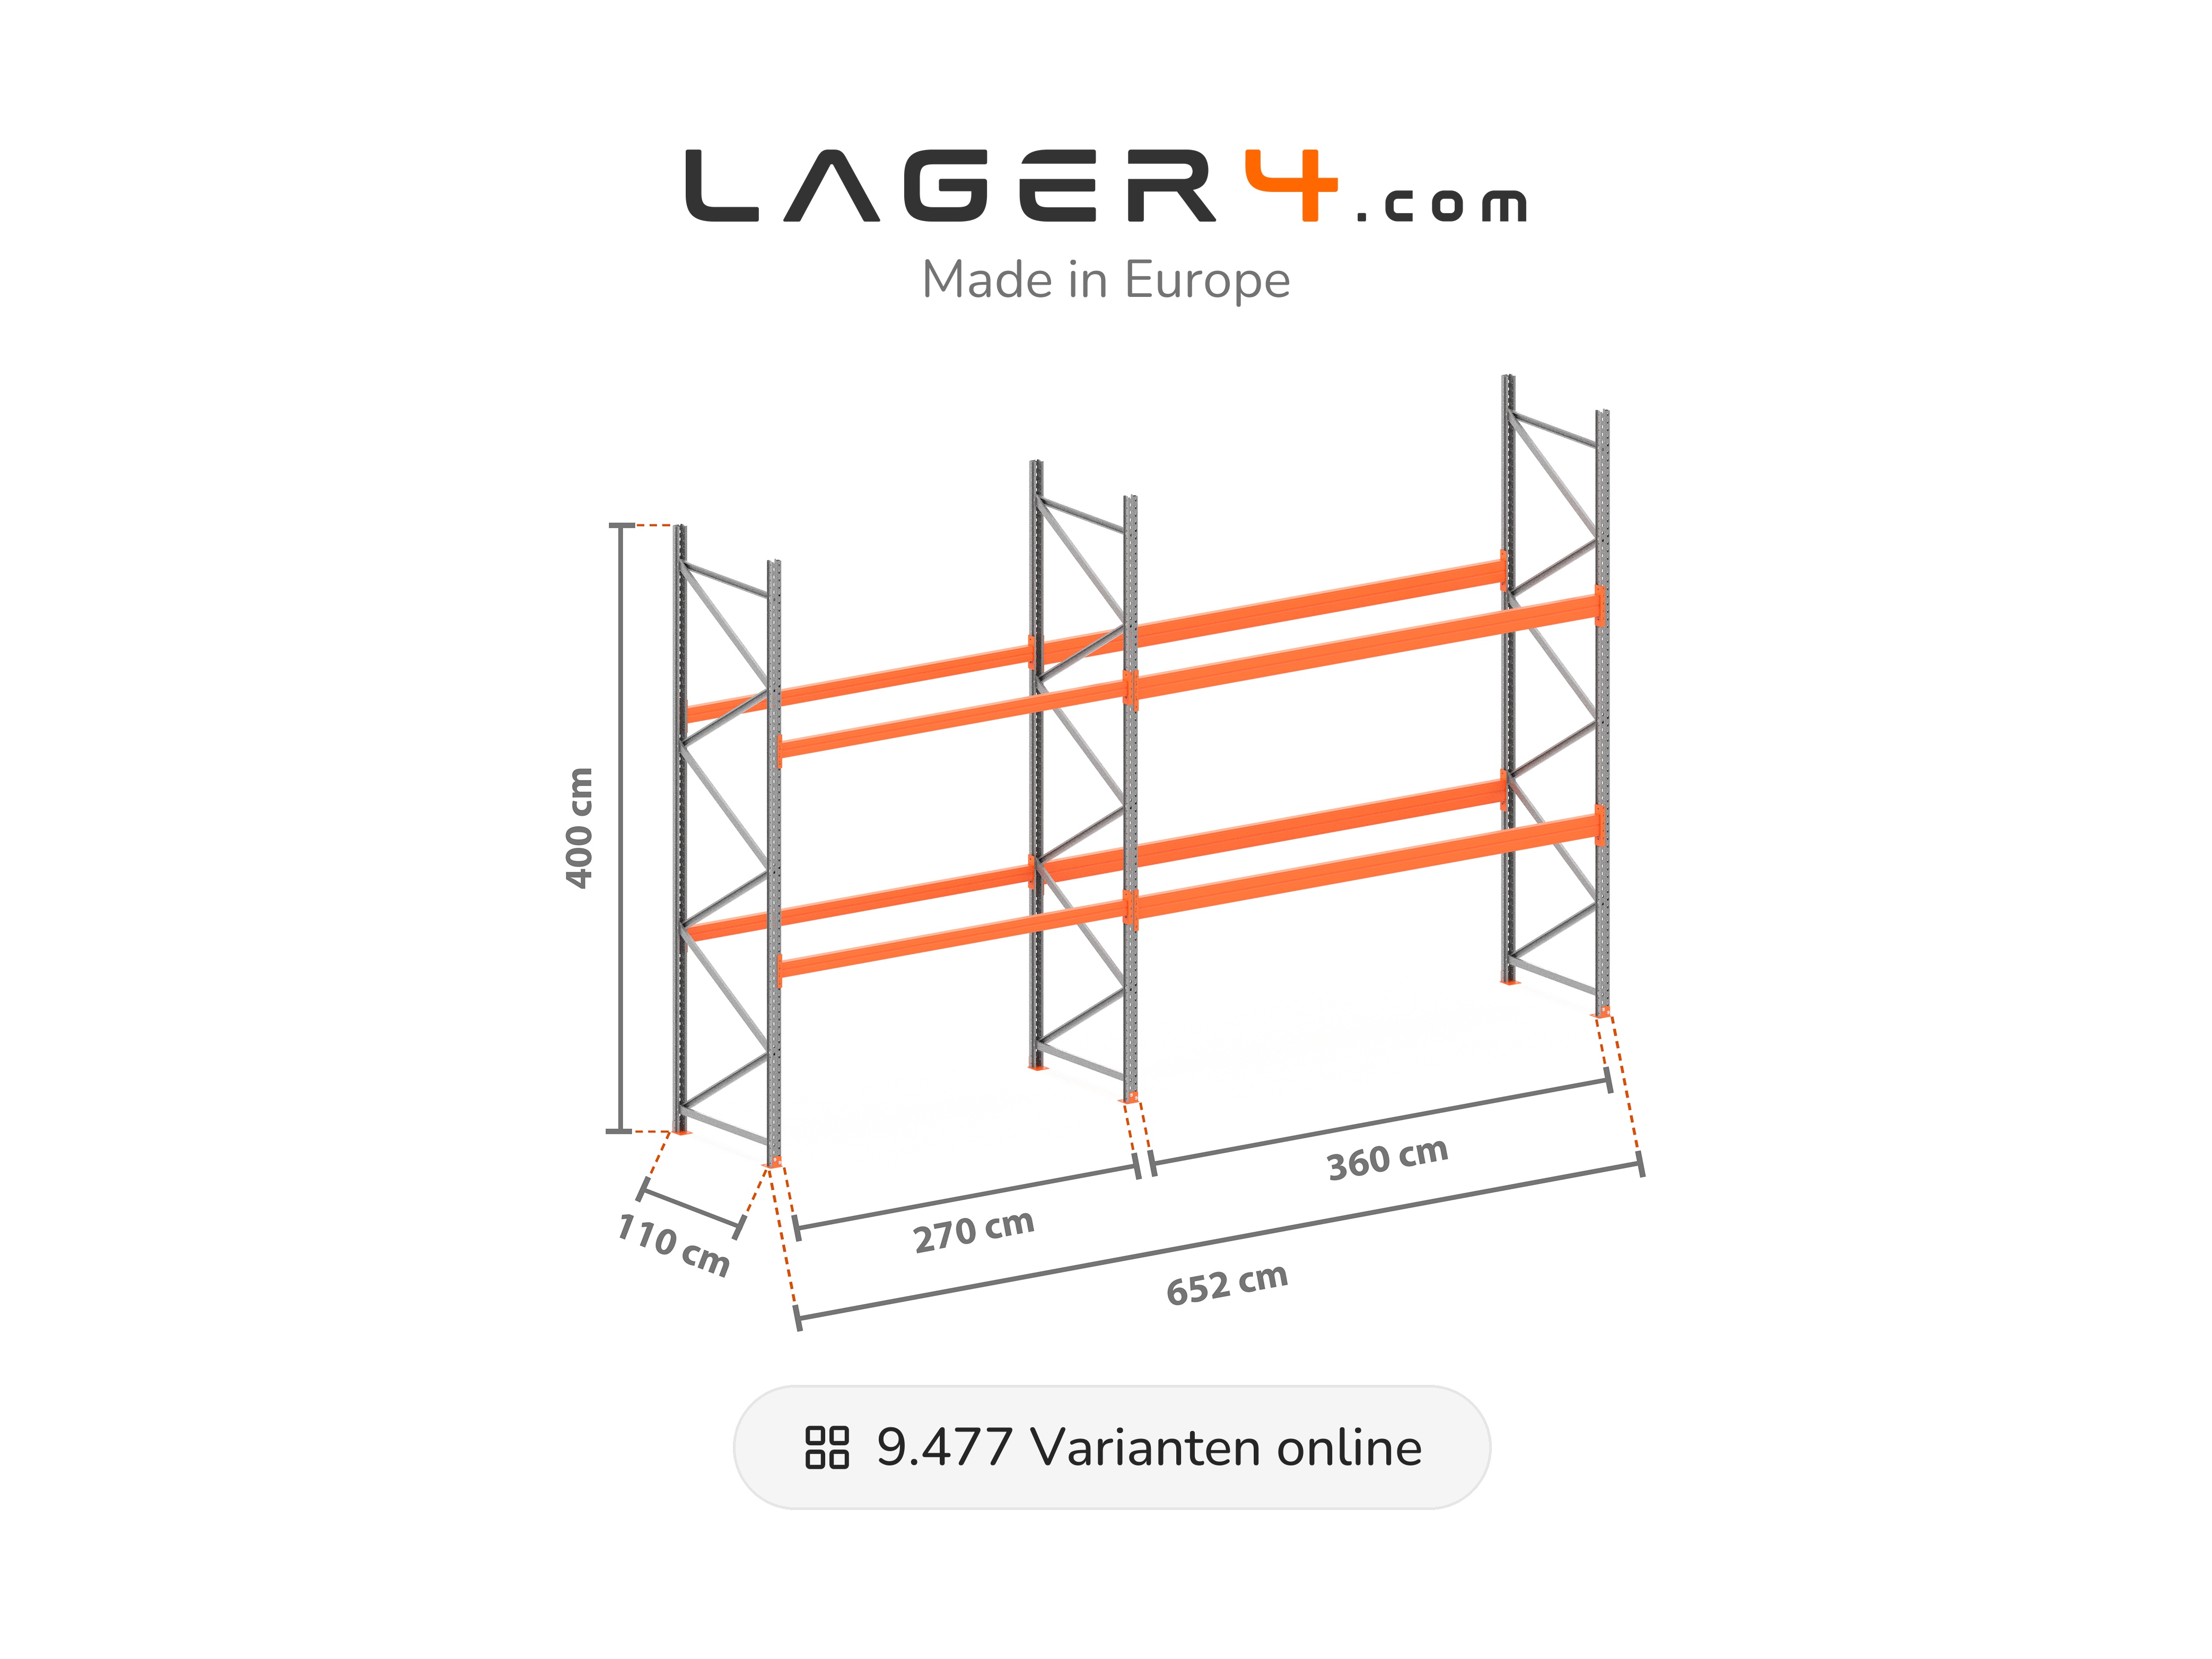 LAGER4.com
Made in Europe
400 cm
110 cm
270 cm
360 cm
652 cm
9.477 Varianten online